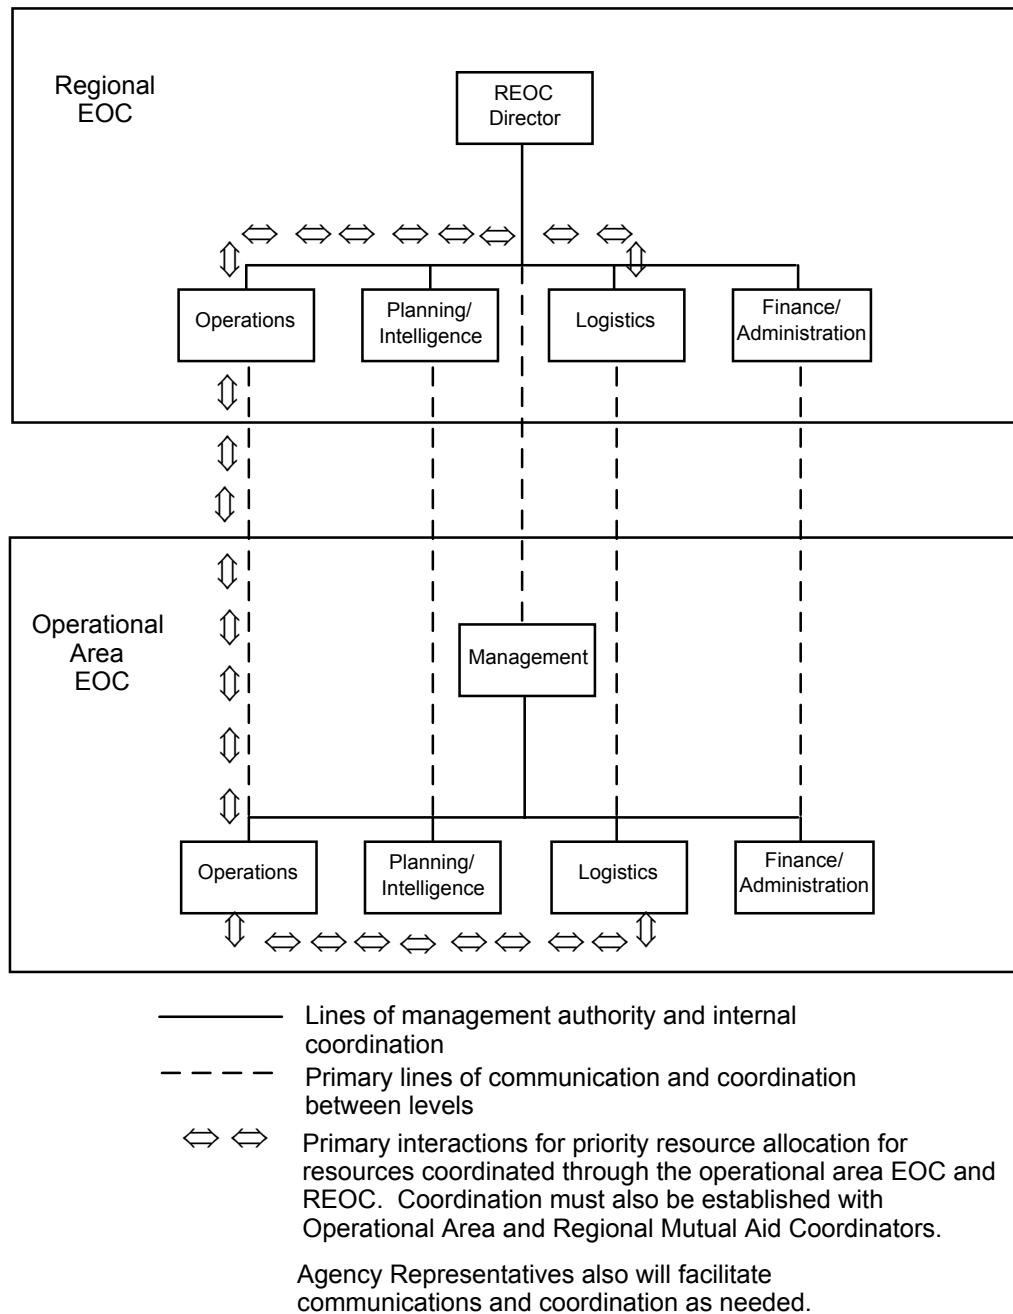 Regional
EOC
REOC
Director
Operations
Planning/
Intelligence
Logistics
Finance/
Administration
Operational
Area
EOC
Management
Operations
Planning/
Intelligence
Logistics
Finance/
Administration
Lines of management authority and internal
coordination
Primary lines of communication and coordination
between levels
Primary interactions for priority resource allocation for
resources coordinated through the operational area EOC and
REOC.  Coordination must also be established with
Operational Area and Regional Mutual Aid Coordinators.
Agency Representatives also will facilitate
communications and coordination as needed.